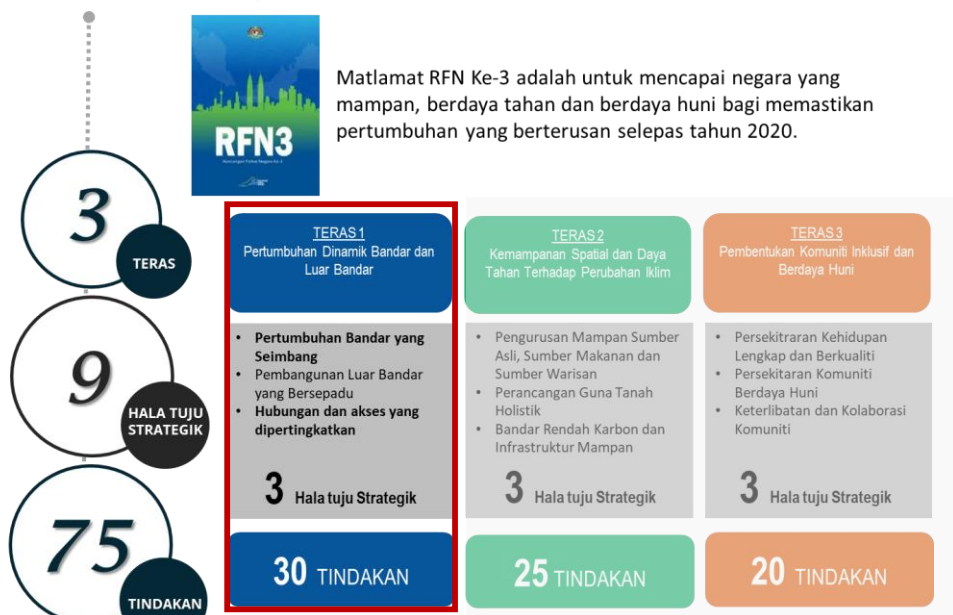 RFN3
Rancangan Fizikal Negara Ke-3
Matlamat RFN Ke-3 adalah untuk mencapai negara yang
mampan, berdaya tahan dan berdaya huni bagi memastikan
pertumbuhan yang berterusan selepas tahun 2020.
3
TERAS
9
HALA TUJU
STRATEGIK
75
TINDAKAN
TERAS 1
Pertumbuhan Dinamik Bandar dan
Luar Bandar
• Pertumbuhan Bandar yang
Seimbang
• Pembangunan Luar Bandar
yang Bersepadu
• Hubungan dan akses yang
dipertingkatkan
3 Hala tuju Strategik
30 TINDAKAN
TERAS 2
Kemampanan Spatial dan Daya
Tahan Terhadap Perubahan Iklim
• Pengurusan Mampan Sumber
Asli, Sumber Makanan dan
Sumber Warisan
• Perancangan Guna Tanah
Holistik
• Bandar Rendah Karbon dan
Infrastruktur Mampan
3 Hala tuju Strategik
25 TINDAKAN
TERAS 3
Pembentukan Komuniti Inklusif dan
Berdaya Huni
• Persekitraran Kehidupan
Lengkap dan Berkualiti
• Persekitaran Komuniti
Berdaya Huni
• Keterlibatan dan Kolaborasi
Komuniti
3 Hala tuju Strategik
20 TINDAKAN